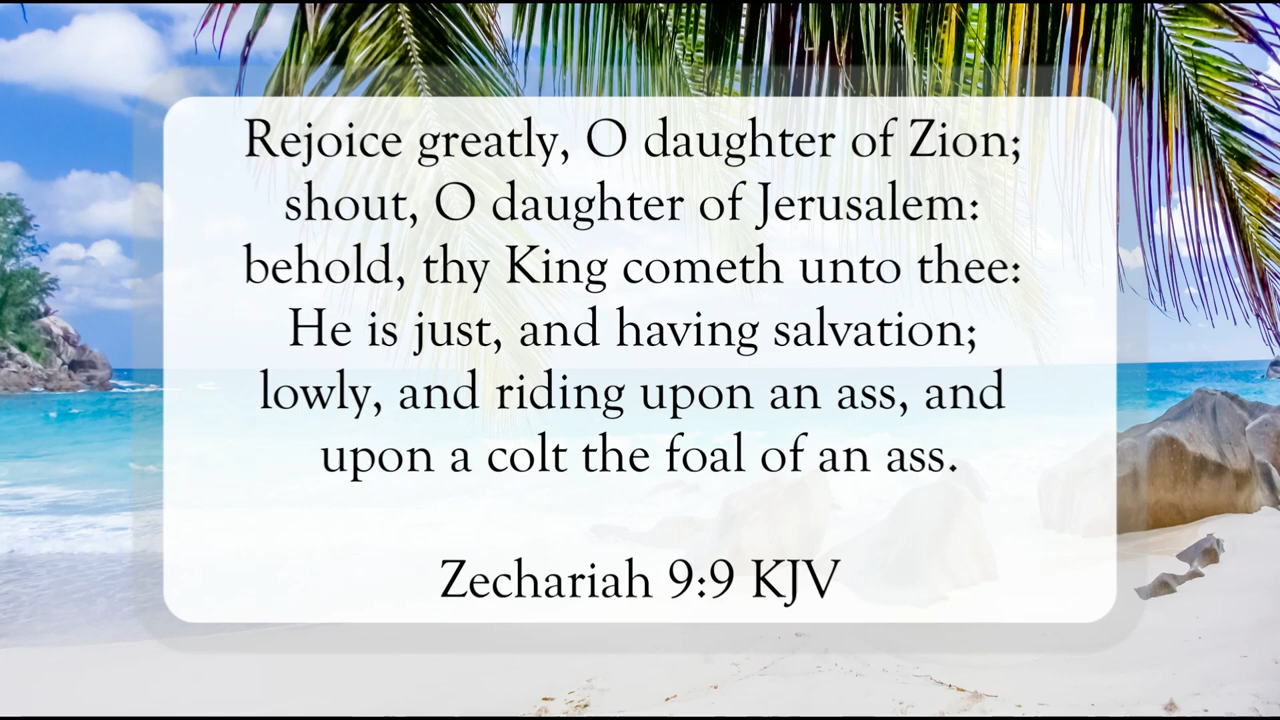 Rejoice greatly, O daughter of Zion;
shout, O daughter of Jerusalem:
behold, thy King cometh unto thee:
He is just, and having salvation;
lowly, and riding upon an ass, and
upon a colt the foal of an ass.
Zechariah 9:9 KJV